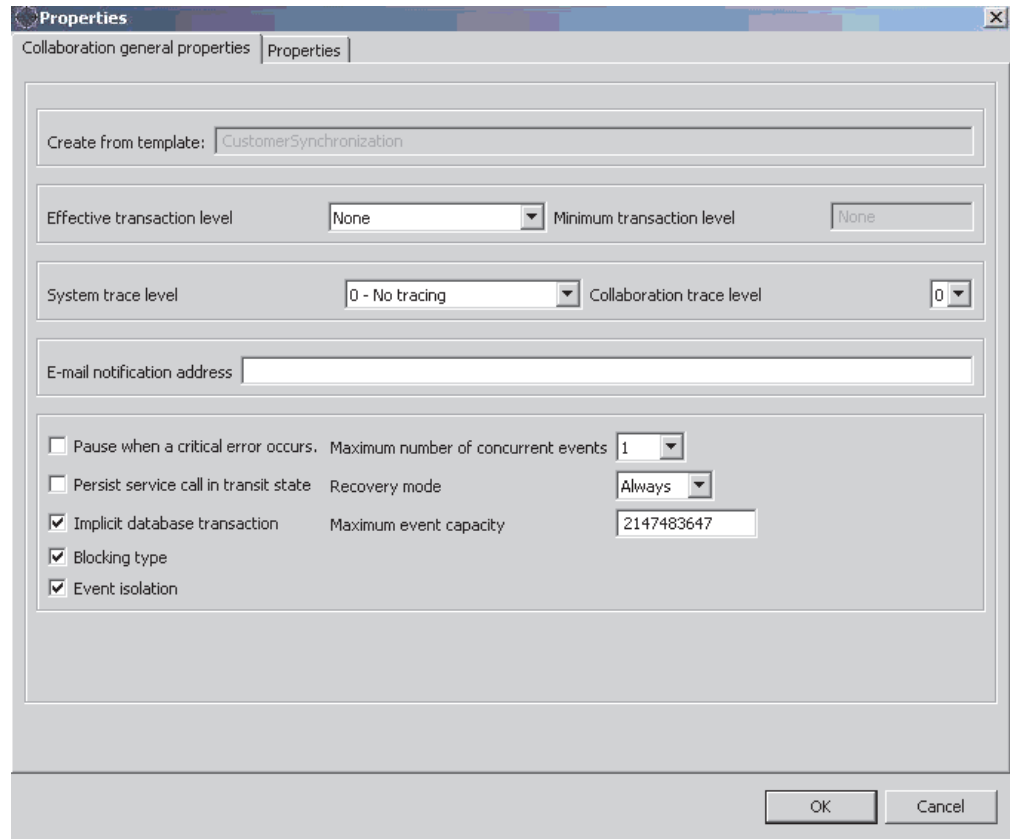 Properties
Collaboration general properties Properties
Create from template: CustomerSynchronization
Effective transaction level None Minimum transaction level None
System trace level 0 - No tracing Collaboration trace level 0
E-mail notification address
Pause when a critical error occurs. Maximum number of concurrent events 1
Persist service call in transit state Recovery mode Always
Implicit database transaction Maximum event capacity 2147483647
Blocking type
Event isolation
OK Cancel